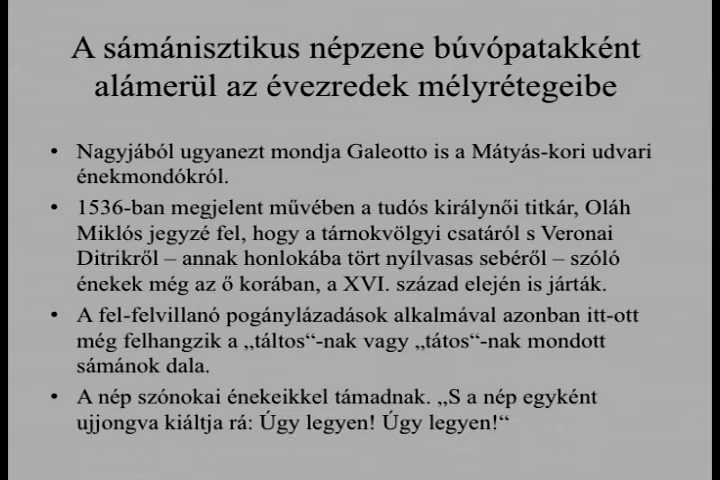 A sámánisztikus népzene búvópatakként
alámerül az évezredek mélyrétegeibe
• Nagyjából ugyanezt mondja Galeotto is a Mátyás-kori udvari
énekmondókról.
• 1536-ban megjelent művében a tudós királynői titkár, Oláh
Miklós jegyzé fel, hogy a tárnokvölgyi csatáról s Veronai
Ditrikről – annak honlokába tört nyílvasas sebéről – szóló
énekek még az ő korában, a XVI. század elején is járták.
• A fel-felvillanó pogánylázadások alkalmával azonban itt-ott
még felhangzik a „táltos“-nak vagy „tátos“-nak mondott
sámánok dala.
• A nép szónokai énekeikkel támadnak. „S a nép egyként
ujjongva kiáltja rá: Úgy legyen! Úgy legyen!“